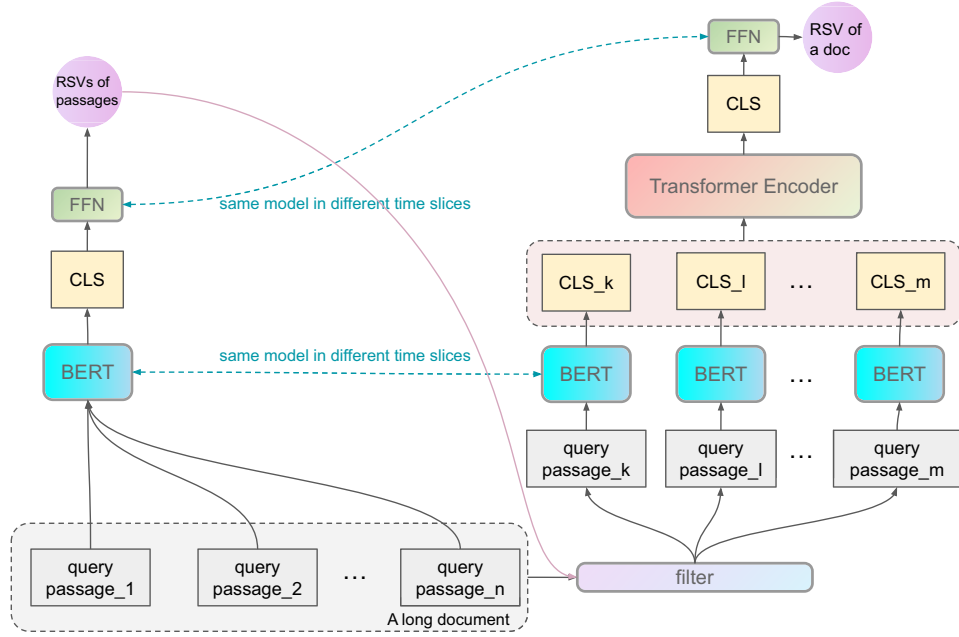 FFN
RSV of
a doc
RSVs of
passages
CLS
Transformer Encoder
FFN
same model in different time slices
CLS
CLS_k
CLS_l
...
CLS_m
same model in different time slices
BERT
BERT
BERT
...
BERT
query
passage_k
query
passage_l
...
query
passage_m
query
passage_1
query
passage_2
...
query
passage_n
A long document
filter